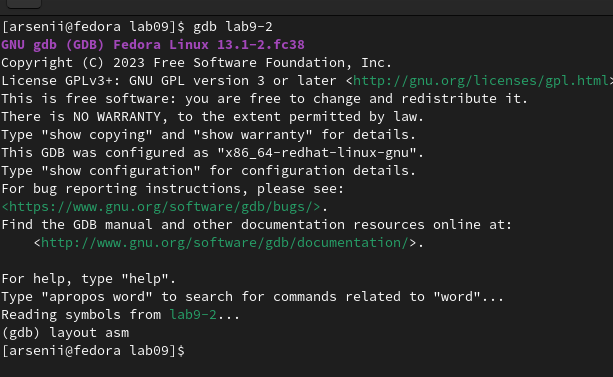 [arsenii@fedora lab09]$ gdb lab9-2
GNU gdb (GDB) Fedora Linux 13.1-2.fc38
Copyright (C) 2023 Free Software Foundation, Inc.
License GPLv3+: GNU GPL version 3 or later <http://gnu.org/licenses/gpl.html>
This is free software: you are free to change and redistribute it.
There is NO WARRANTY, to the extent permitted by law.
Type "show copying" and "show warranty" for details.
This GDB was configured as "x86_64-redhat-linux-gnu".
Type "show configuration" for configuration details.
For bug reporting instructions, please see:
<https://www.gnu.org/software/gdb/bugs/>.
Find the GDB manual and other documentation resources online at:
    <http://www.gnu.org/software/gdb/documentation/>.

For help, type "help".
Type "apropos word" to search for commands related to "word"...
Reading symbols from lab9-2...
(gdb) layout asm
[arsenii@fedora lab09]$